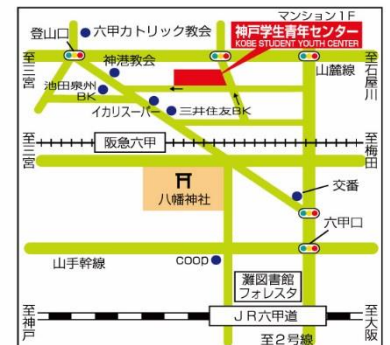 マンション1F
登山口
六甲カトリック教会
神戸学生青年センター
KOBE STUDENT YOUTH CENTER
至三宮
神港教会
山麓線
至石屋川
池田泉州
BK
イカリスーパー
三井住友BK
至三宮
阪急六甲
至梅田
八幡神社
交番
六甲口
山手幹線
coop
灘図書館
フォレスタ
至神戸
JR六甲道
至大阪
至2号線